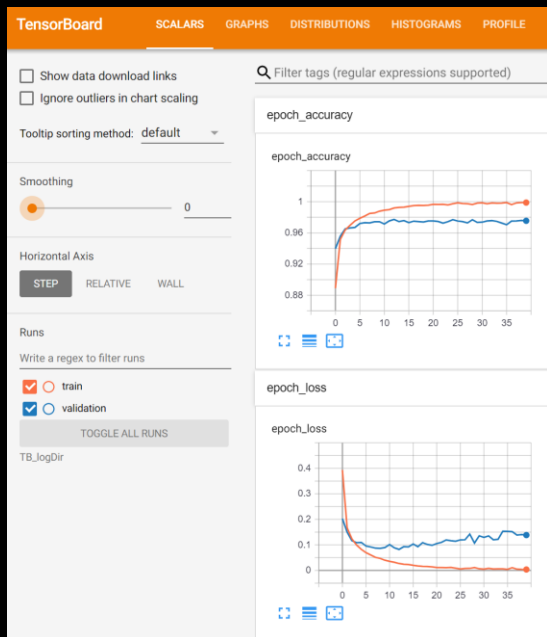 TensorBoard SCALARS GRAPHS DISTRIBUTIONS HISTOGRAMS PROFILE
Show data download links
Ignore outliers in chart scaling
Tooltip sorting method: default
Smoothing
0
Horizontal Axis
STEP RELATIVE WALL
Runs
Write a regex to filter runs
train
validation
TOGGLE ALL RUNS
TB_logDir
Filter tags (regular expressions supported)
epoch_accuracy
epoch_accuracy
1
0.96
0.92
0.88
0 5 10 15 20 25 30 35
epoch_loss
epoch_loss
0.4
0.3
0.2
0.1
0
0 5 10 15 20 25 30 35